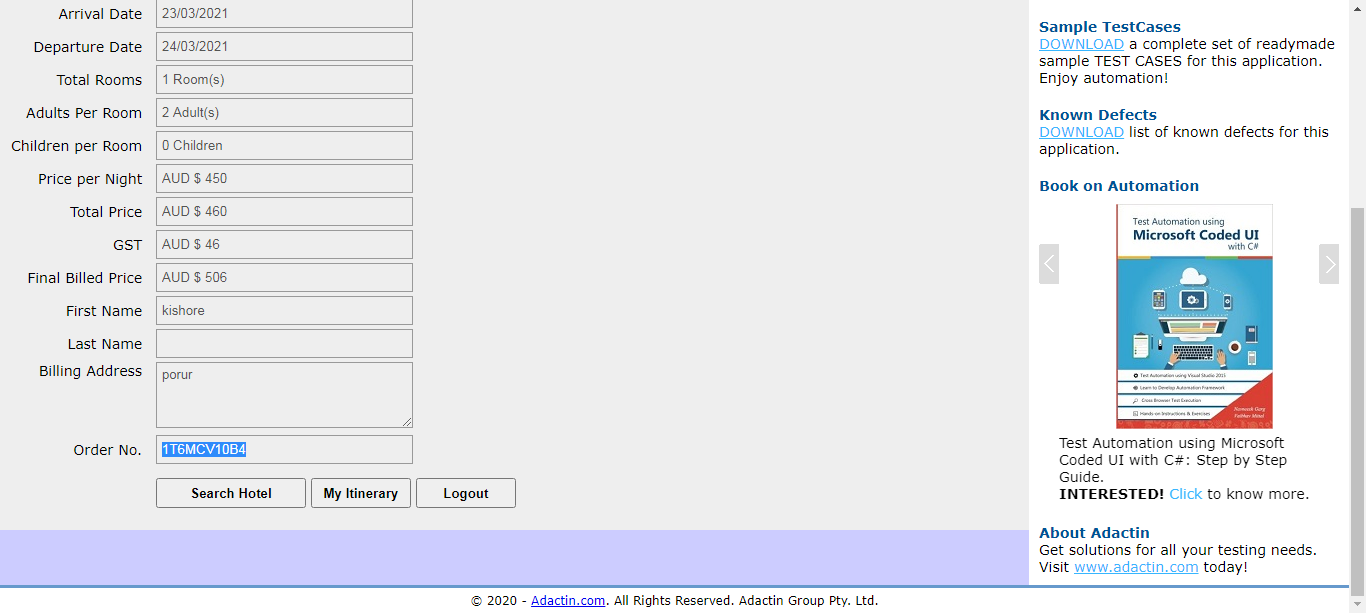 Arrival Date 23/03/2021
Departure Date 24/03/2021
Total Rooms 1 Room(s)
Adults Per Room 2 Adult(s)
Children per Room 0 Children
Price per Night AUD $ 450
Total Price AUD $ 460
GST AUD $ 46
Final Billed Price AUD $ 506
First Name kishore
Last Name
Billing Address porur
Order No. 1T6MCV10B4
Search Hotel My Itinerary Logout
Sample TestCases
DOWNLOAD a complete set of readymade
sample TEST CASES for this application.
Enjoy automation!
Known Defects
DOWNLOAD list of known defects for this
application.
Book on Automation
Test Automation using
Microsoft Coded UI
with C#
Test Automation using Visual Studio 2015
Learn to Develop Automation Framework
Cross Browser Test Execution
Hands-on Instructions & Exercises
Navneesh Garg
Vaibhav Mittal
Test Automation using Microsoft
Coded UI with C#: Step by Step
Guide.
INTERESTED! Click to know more.
About Adactin
Get solutions for all your testing needs.
Visit www.adactin.com today!
© 2020 - Adactin.com. All Rights Reserved. Adactin Group Pty. Ltd.